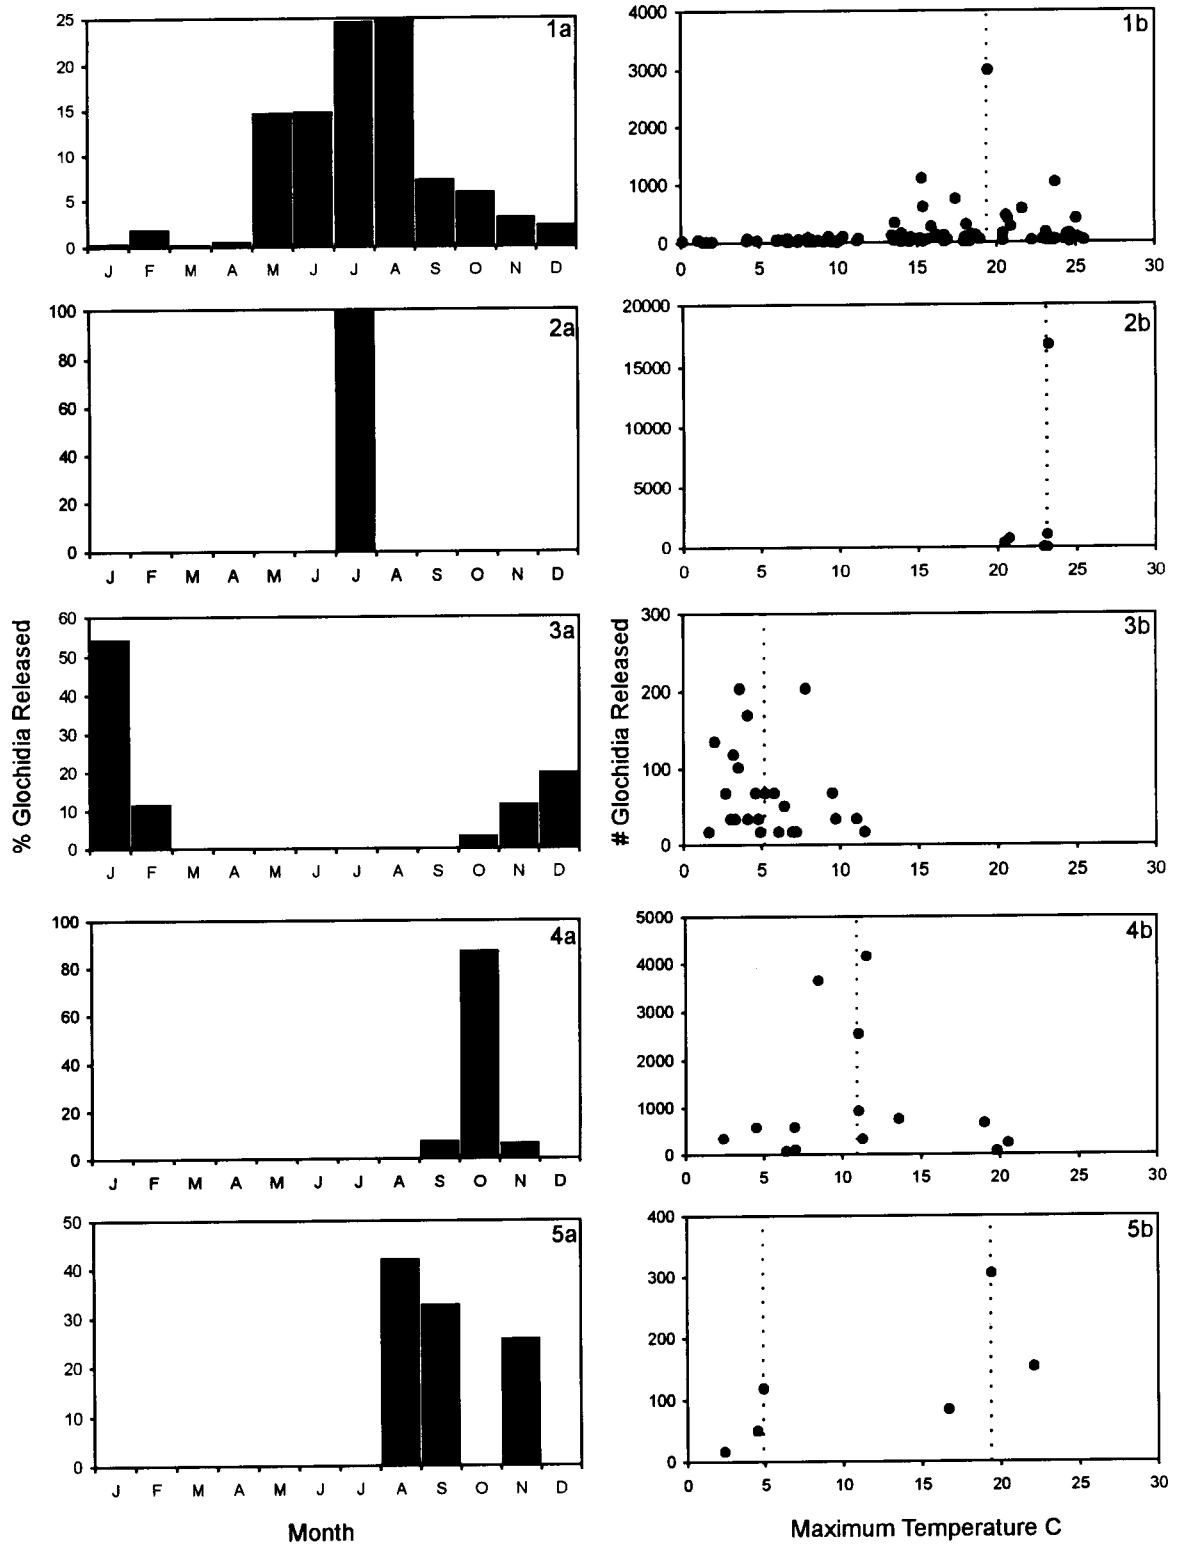 1a
25
20
15
10
5
0
J F M A M J J A S O N D
1b
4000
3000
2000
1000
0
0 5 10 15 20 25 30
2a
100
80
60
40
20
0
J F M A M J J A S O N D
2b
20000
15000
10000
5000
0
0 5 10 15 20 25 30
% Glochidia Released
3a
60
50
40
30
20
10
0
J F M A M J J A S O N D
# Glochidia Released
3b
300
200
100
0
0 5 10 15 20 25 30
4a
100
80
60
40
20
0
J F M A M J J A S O N D
4b
5000
4000
3000
2000
1000
0
0 5 10 15 20 25 30
5a
50
40
30
20
10
0
J F M A M J J A S O N D
Month
5b
400
300
200
100
0
0 5 10 15 20 25 30
Maximum Temperature C